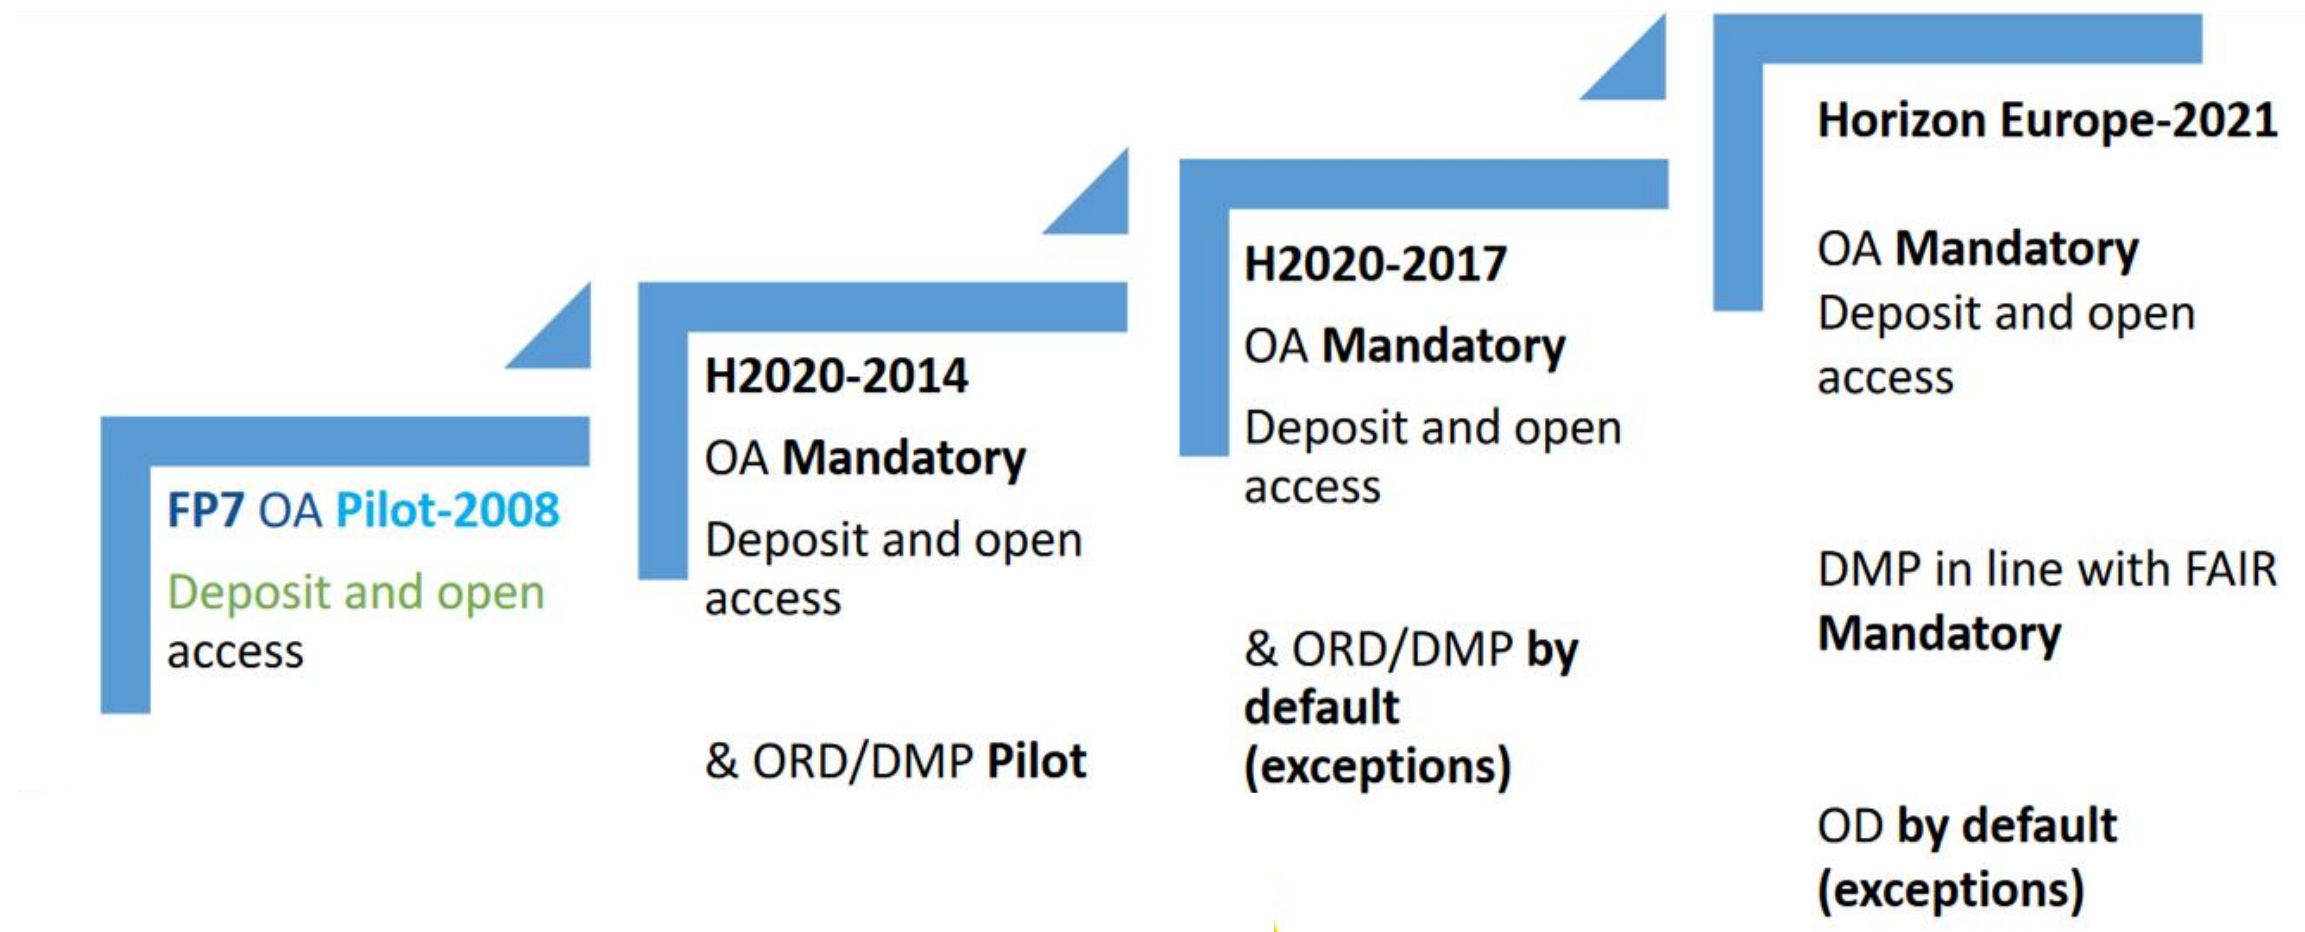 FP7 OA Pilot-2008
Deposit and open
access
H2020-2014
OA Mandatory
Deposit and open
access
& ORD/DMP Pilot
H2020-2017
OA Mandatory
Deposit and open
access
& ORD/DMP by
default
(exceptions)
Horizon Europe-2021
OA Mandatory
Deposit and open
access
DMP in line with FAIR
Mandatory
OD by default
(exceptions)